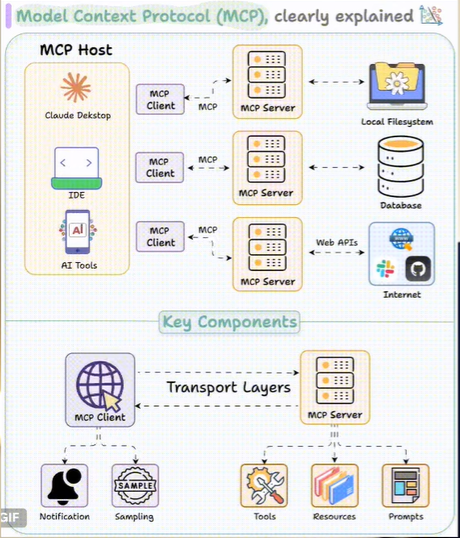 Model Context Protocol (MCP), clearly explained
MCP Host
Claude Dekstop
IDE
AI
AI Tools
MCP Client
MCP
MCP Server
Local Filesystem
MCP Client
MCP
MCP Server
Database
MCP Client
MCP
MCP Server
Web APIs
WWW
Internet
Key Components
MCP Client
Transport Layers
MCP Server
Notification
SAMPLE
Sampling
Tools
Resources
Prompts
GIF